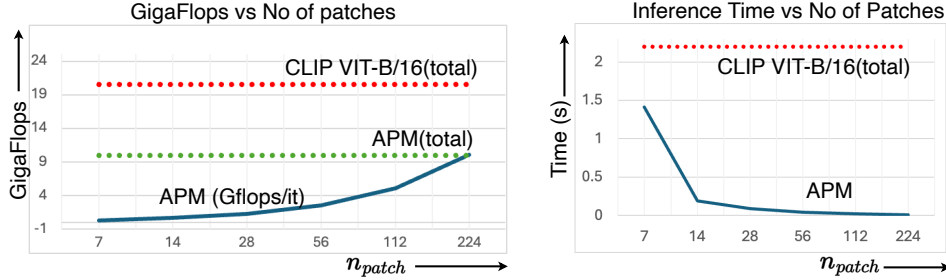 GigaFlops vs No of patches
GigaFlops
24
19
14
9
4
-1
CLIP VIT-B/16(total)
APM(total)
APM (Gflops/it)
7 14 28 56 112 224
n_patch
Inference Time vs No of Patches
Time (s)
2
1.5
1
0.5
0
CLIP VIT-B/16(total)
APM
7 14 28 56 112 224
n_patch